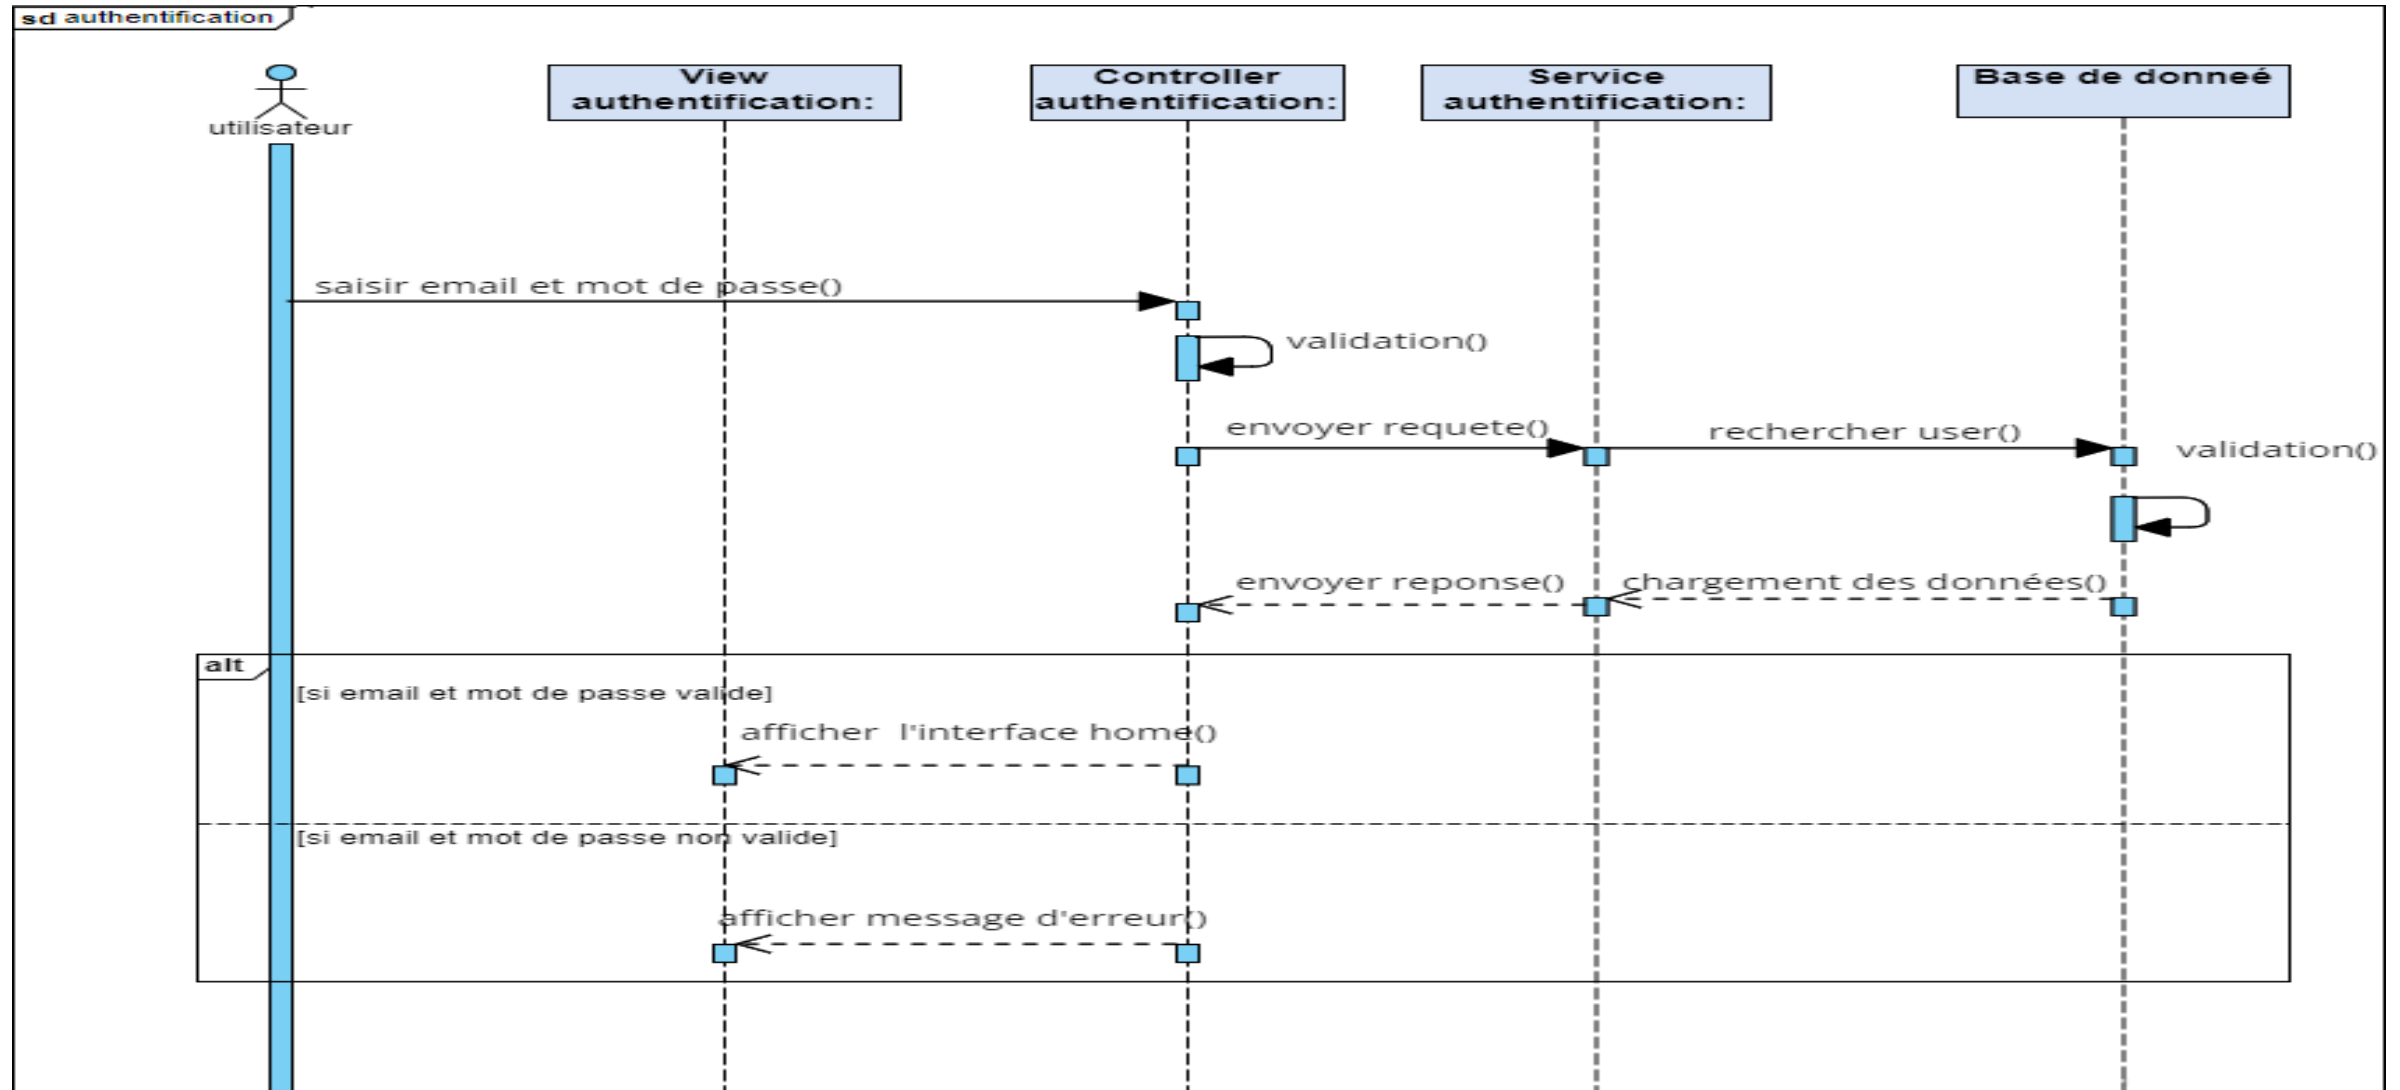 sd authentification
utilisateur
View
authentification:
Controller
authentification:
Service
authentification:
Base de donneé
saisir email et mot de passe()
validation()
envoyer requete()
rechercher user()
validation()
envoyer reponse()
chargement des données()
alt
[si email et mot de passe valide]
afficher l'interface home()
[si email et mot de passe non valide]
afficher message d'erreur()